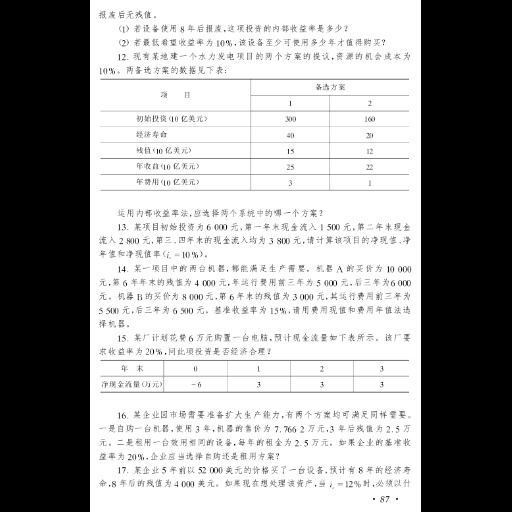 报废后无残值。
(1) 若设备使用 8 年后报废,这项投资的内部收益率是多少?
(2) 若最低希望收益率为 10%,该设备至少可使用多少年才值得购买?
12. 现有某地建一个水力发电项目的两个方案的提议,资源的机会成本为
10%。两备选方案的数据见下表:
项 目 备选方案
1 2
初始投资(10 亿美元) 300 160
经济寿命 40 20
残值(10 亿美元) 15 12
年收益(10 亿美元) 25 22
年费用(10 亿美元) 3 1
运用内部收益率法,应选择两个系统中的哪一个方案?
13. 某项目初始投资为 6 000 元,第一年末现金流入 1 500 元,第二年末现金
流入 2 800 元,第三、四年末的现金流入均为 3 800 元,请计算该项目的净现值、净
年值和净现值率(i_c=10%)。
14. 某一项目中的两台机器,都能满足生产需要。机器 A 的买价为 10 000
元,第 6 年年末的残值为 4 000 元,年运行费用前三年为 5 000 元,后三年为 6 000
元。机器 B 的买价为 8 000 元,第 6 年末的残值为 3 000 元,其运行费用前三年为
5 500 元,后三年为 6 500 元。基准收益率为 15%,请用费用现值和费用年值法选
择机器。
15. 某厂计划花费 6 万元购置一台电脑,预计现金流量如下表所示。该厂要
求收益率为 20%,问此项投资是否经济合理?
年 末 0 1 2 3
净现金流量(万元) -6 3 3 3
16. 某企业因市场需要准备扩大生产能力,有两个方案均可满足同样需要。
一是自购一台机器,使用 3 年,机器的售价为 7.766 2 万元,3 年后残值为 2.5 万
元。二是租用一台效用相同的设备,每年的租金为 2.5 万元。如果企业的基准收
益率为 20%,企业应当选择自购还是租用方案?
17. 某企业 5 年前以 52 000 美元的价格买了一台设备,预计有 8 年的经济寿
命,8 年后的残值为 4 000 美元。如果现在想处理该资产,当 i_c=12%时,必须以什
· 87 ·